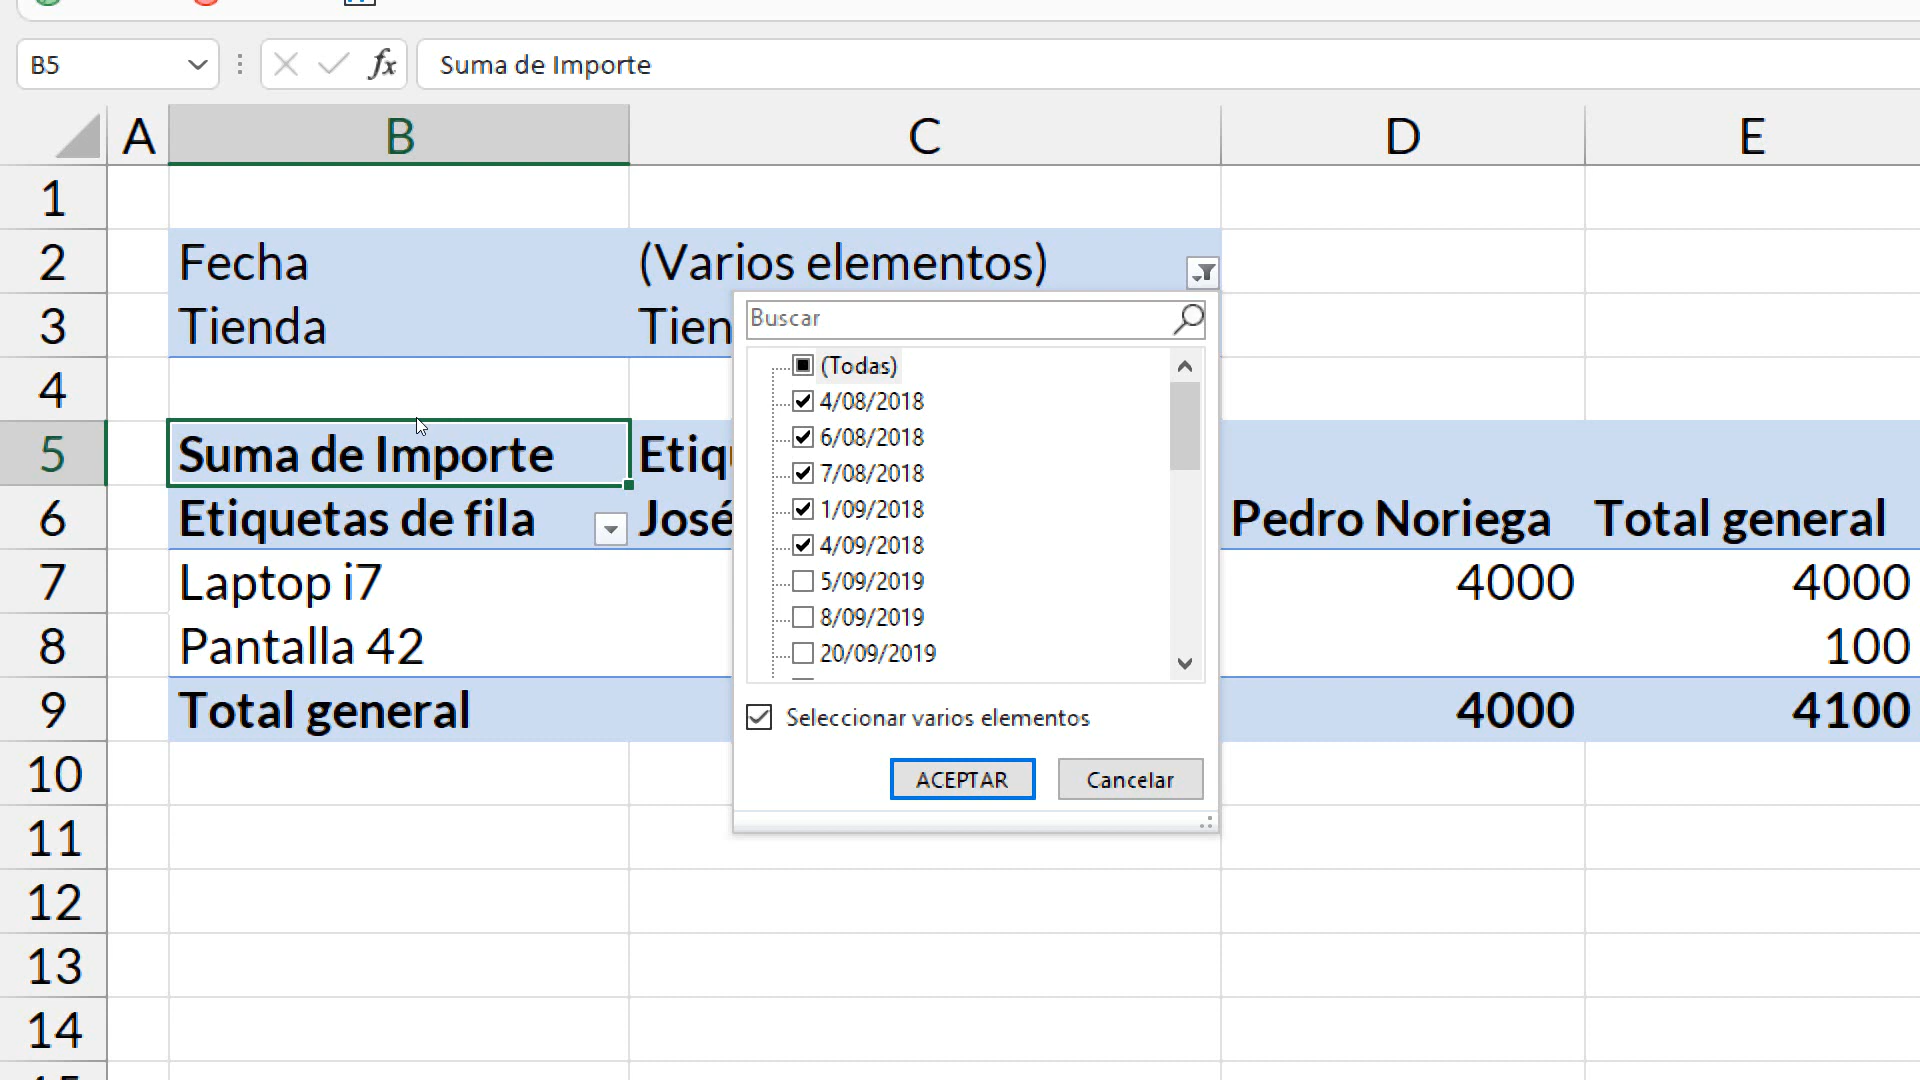 B5 fx Suma de Importe
A B C D E
1
2 Fecha (Varios elementos)
3 Tienda Tien
Buscar
(Todas)
4/08/2018
6/08/2018
7/08/2018
1/09/2018
4/09/2018
5/09/2019
8/09/2019
20/09/2019
Seleccionar varios elementos
ACEPTAR Cancelar
4
5 Suma de Importe Etiq
6 Etiquetas de fila José Pedro Noriega Total general
7 Laptop i7 4000 4000
8 Pantalla 42 100
9 Total general 4000 4100
10
11
12
13
14